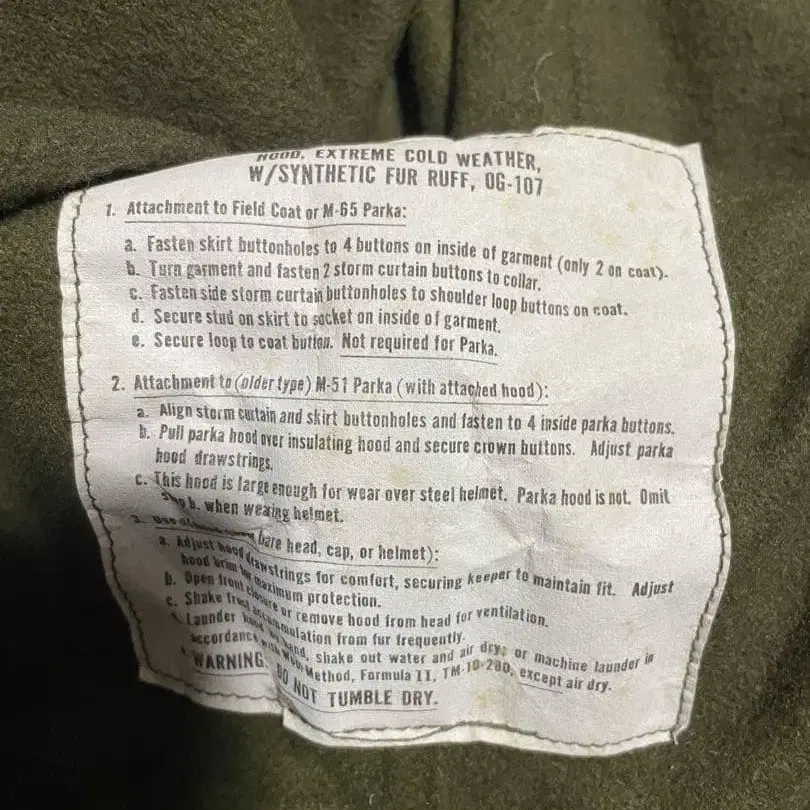 HOOD, EXTREME COLD WEATHER,
W/SYNTHETIC FUR RUFF, OG-107
1. Attachment to Field Coat or M-65 Parka:
a. Fasten skirt buttonholes to 4 buttons on inside of garment (only 2 on coat).
b. Turn garment and fasten 2 storm curtain buttons to collar.
c. Fasten side storm curtain buttonholes to shoulder loop buttons on coat.
d. Secure stud on skirt to socket on inside of garment.
e. Secure loop to coat button. Not required for Parka.
2. Attachment to (older type) M-51 Parka (with attached hood):
a. Align storm curtain and skirt buttonholes and fasten to 4 inside parka buttons.
b. Pull parka hood over insulating hood and secure crown buttons. Adjust parka
hood drawstrings.
c. This hood is large enough for wear over steel helmet. Parka hood is not. Omit
Step b. when wearing helmet.
3. Use bare head, cap, or helmet):
a. Adjust hood drawstrings for comfort, securing keeper to maintain fit. Adjust
hood brim for maximum protection.
b. Open front closure or remove hood from head for ventilation.
c. Shake frost accumulation from fur frequently.
Launder hood by hand, shake out water and air dry; or machine launder in
accordance with Wool Method, Formula II, TM-10-280, except air dry.
WARNING: DO NOT TUMBLE DRY.